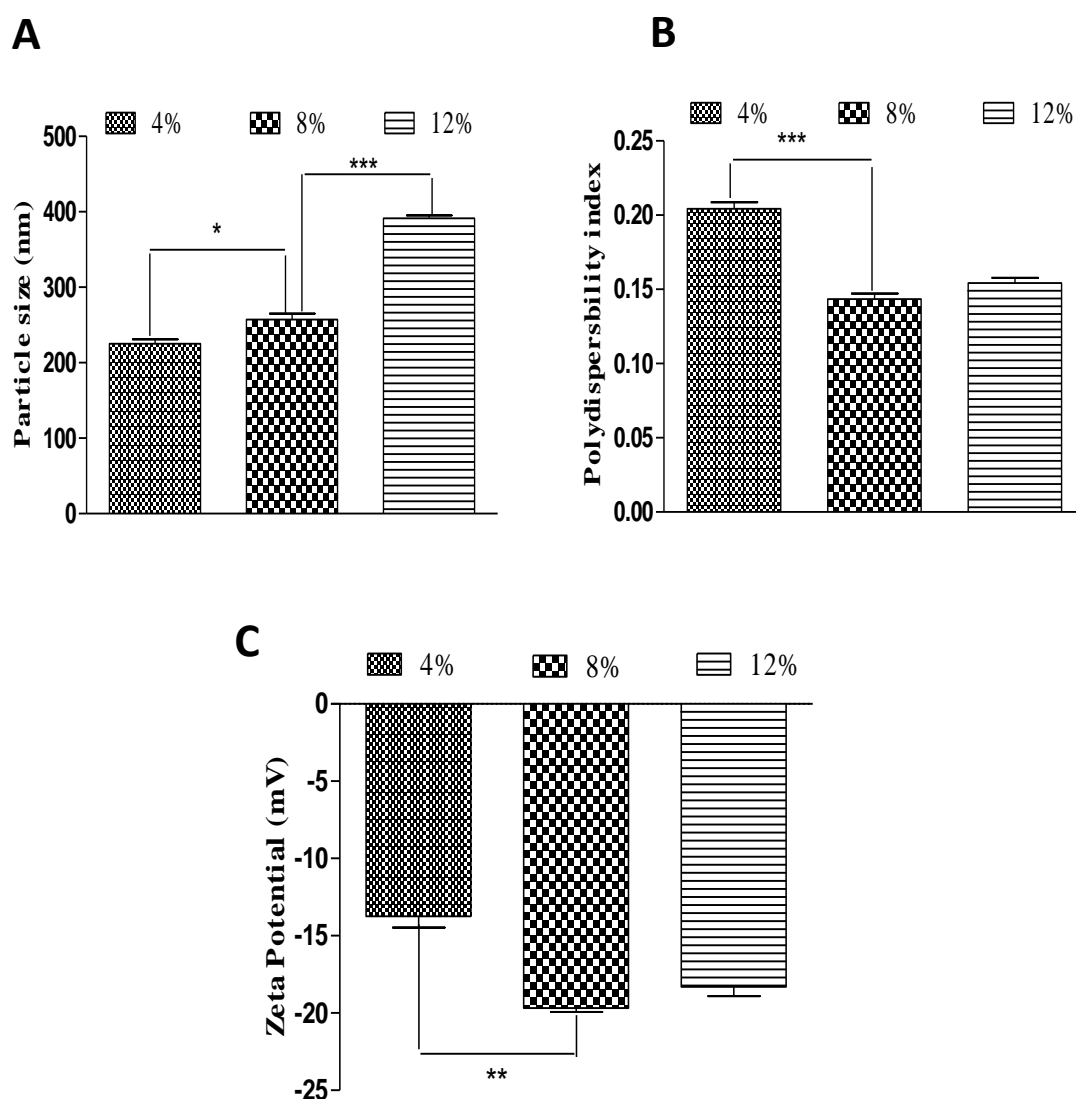 A
4% 8% 12%
Particle size (nm)
500
400
300
200
100
0
*
***
B
4% 8% 12%
Polydispersbility index
0.25
0.20
0.15
0.10
0.05
0.00
***
C
4% 8% 12%
Zeta Potential (mV)
0
-5
-10
-15
-20
-25
**